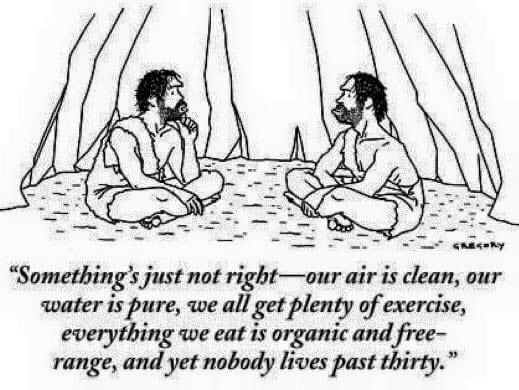 GREGORY
"Something's just not right—our air is clean, our
water is pure, we all get plenty of exercise,
everything we eat is organic and free-
range, and yet nobody lives past thirty."